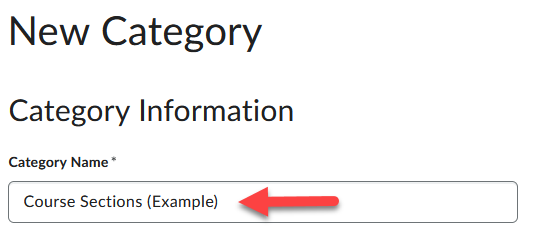 New Category
Category Information
Category Name *
Course Sections (Example)